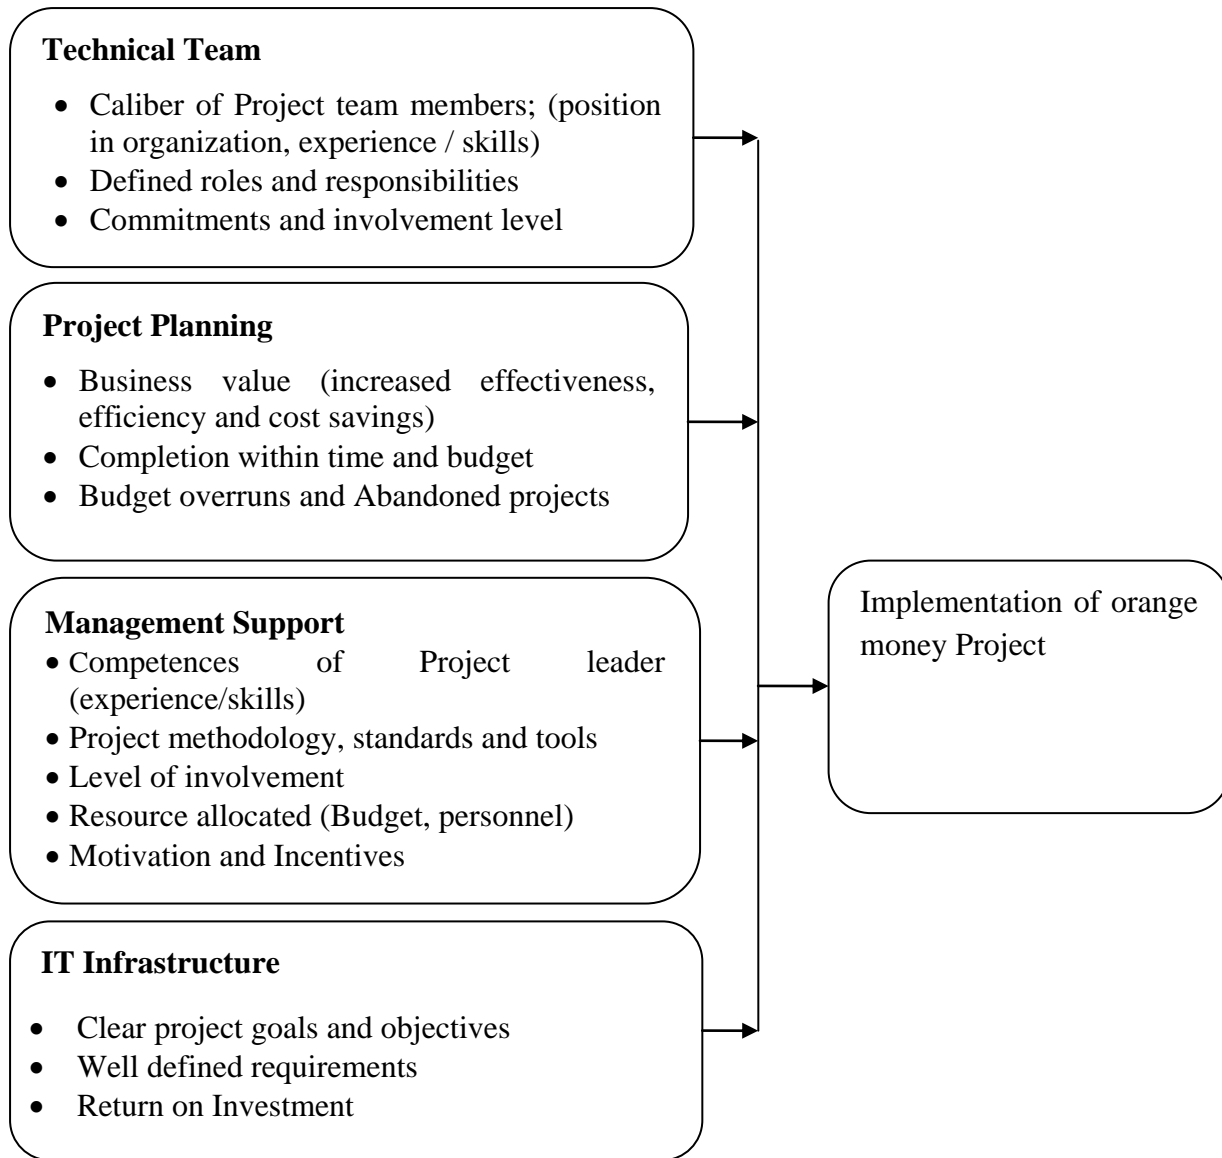 Technical Team
• Caliber of Project team members; (position
in organization, experience / skills)
• Defined roles and responsibilities
• Commitments and involvement level
Project Planning
• Business value (increased effectiveness,
efficiency and cost savings)
• Completion within time and budget
• Budget overruns and Abandoned projects
Management Support
• Competences of Project leader
(experience/skills)
• Project methodology, standards and tools
• Level of involvement
• Resource allocated (Budget, personnel)
• Motivation and Incentives
IT Infrastructure
• Clear project goals and objectives
• Well defined requirements
• Return on Investment
Implementation of orange
money Project